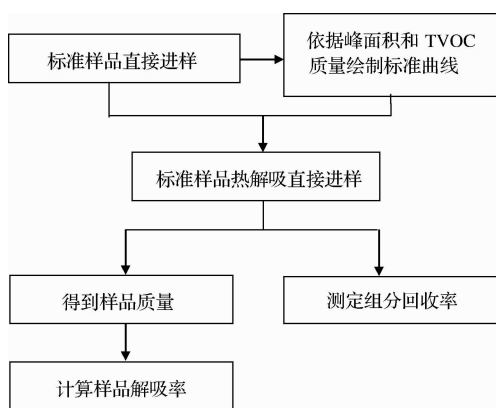 标准样品直接进样
依据峰面积和 TVOC
质量绘制标准曲线
标准样品热解吸直接进样
得到样品质量
测定组分回收率
计算样品解吸率